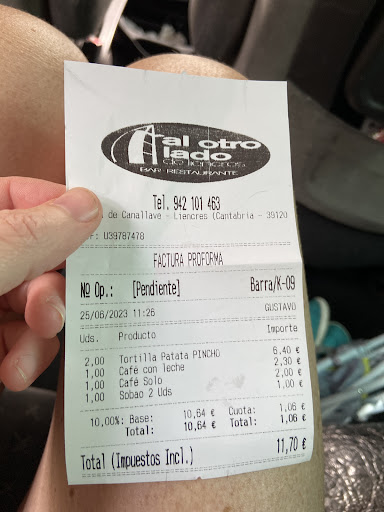 al otro
lado
de liencres
BAR-RESTAURANTE
Tel. 942 101 463
de Canallave - Liencres (Cantabria - 39120
F: U39787478
FACTURA PROFORMA
Nº Op.: [Pendiente] Barra/K-09
25/06/2023 11:26 GUSTAVO
Uds. Producto Importe
2,00 Tortilla Patata PINCHO 6,40 €
1,00 Café con leche 2,30 €
1,00 Café Solo 2,00 €
1,00 Sobao 2 Uds 1,00 €
10,00% Base: 10,64 € Cuota: 1,06 €
Total: 10,64 € Total: 1,06 €
Total (Impuestos Incl.) 11,70 €